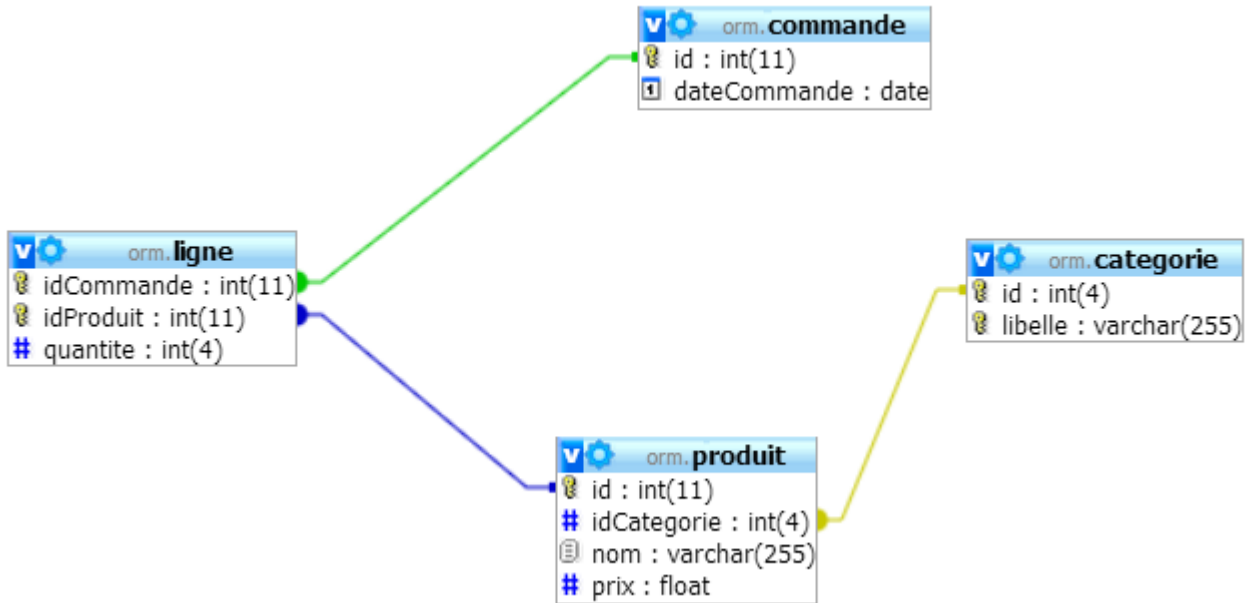 orm.commande
id : int(11)
dateCommande : date
orm.ligne
idCommande : int(11)
idProduit : int(11)
# quantite : int(4)
orm.categorie
id : int(4)
libelle : varchar(255)
orm.produit
id : int(11)
# idCategorie : int(4)
nom : varchar(255)
# prix : float